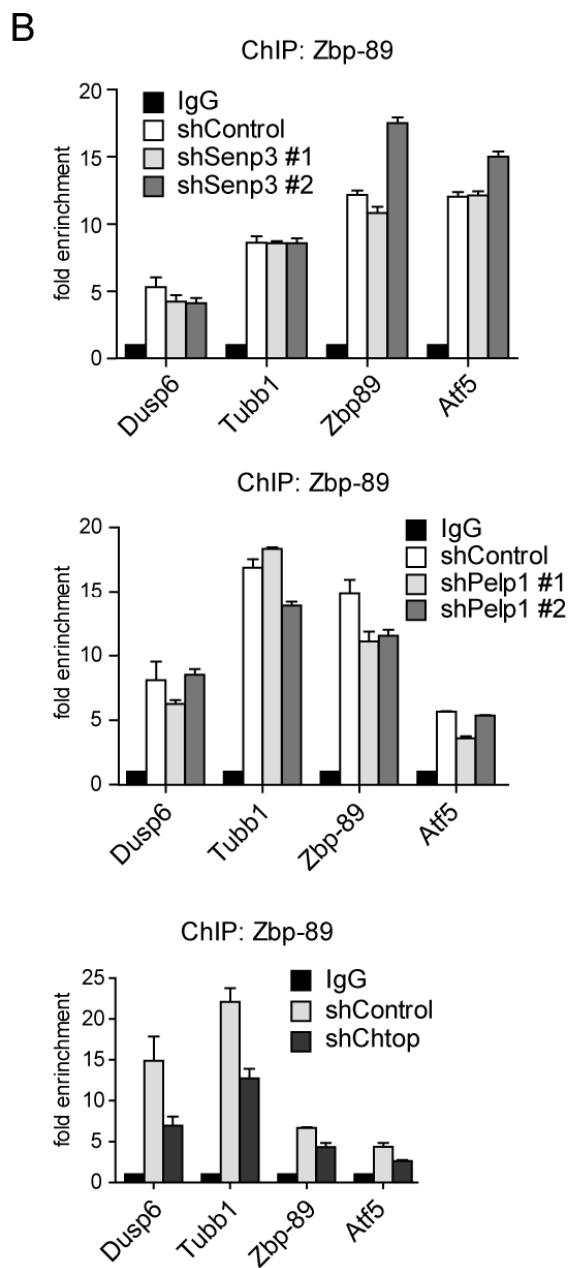 B
ChIP: Zbp-89
fold enrinchment
20
15
10
5
0
IgG
shControl
shSenp3 #1
shSenp3 #2
Dusp6
Tubb1
Zbp89
Atf5
ChIP: Zbp-89
fold enrinchment
20
15
10
5
0
IgG
shControl
shPelp1 #1
shPelp1 #2
Dusp6
Tubb1
Zbp-89
Atf5
ChIP: Zbp-89
fold enrinchment
25
20
15
10
5
0
IgG
shControl
shChtop
Dusp6
Tubb1
Zbp-89
Atf5